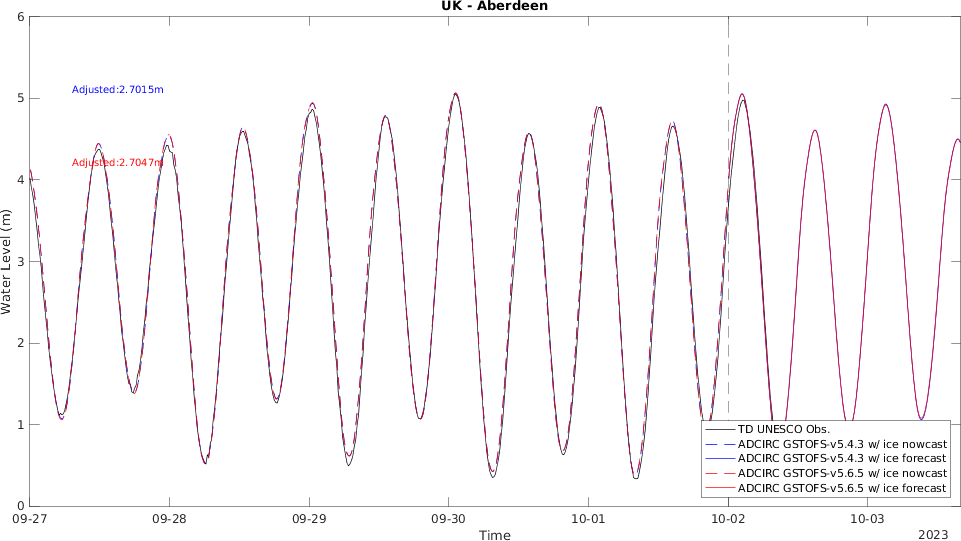 UK - Aberdeen
6
5
4
3
2
1
0
Water Level (m)
Adjusted:2.7015m
Adjusted:2.7047m
TD UNESCO Obs.
ADCIRC GSTOFS-v5.4.3 w/ ice nowcast
ADCIRC GSTOFS-v5.4.3 w/ ice forecast
ADCIRC GSTOFS-v5.6.5 w/ ice nowcast
ADCIRC GSTOFS-v5.6.5 w/ ice forecast
09-27 09-28 09-29 09-30 10-01 10-02 10-03
Time
2023